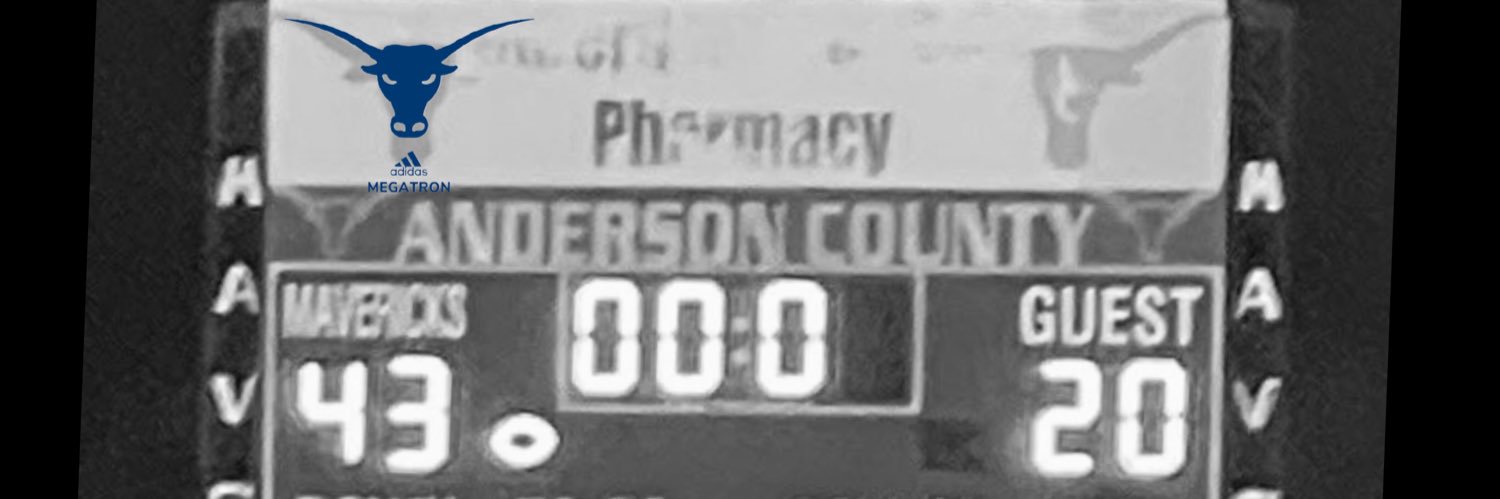 Pharmacy
adidas
MEGATRON
ANDERSON COUNTY
MAVERICKS
00:0
GUEST
43
20
M
A
V
M
A
V